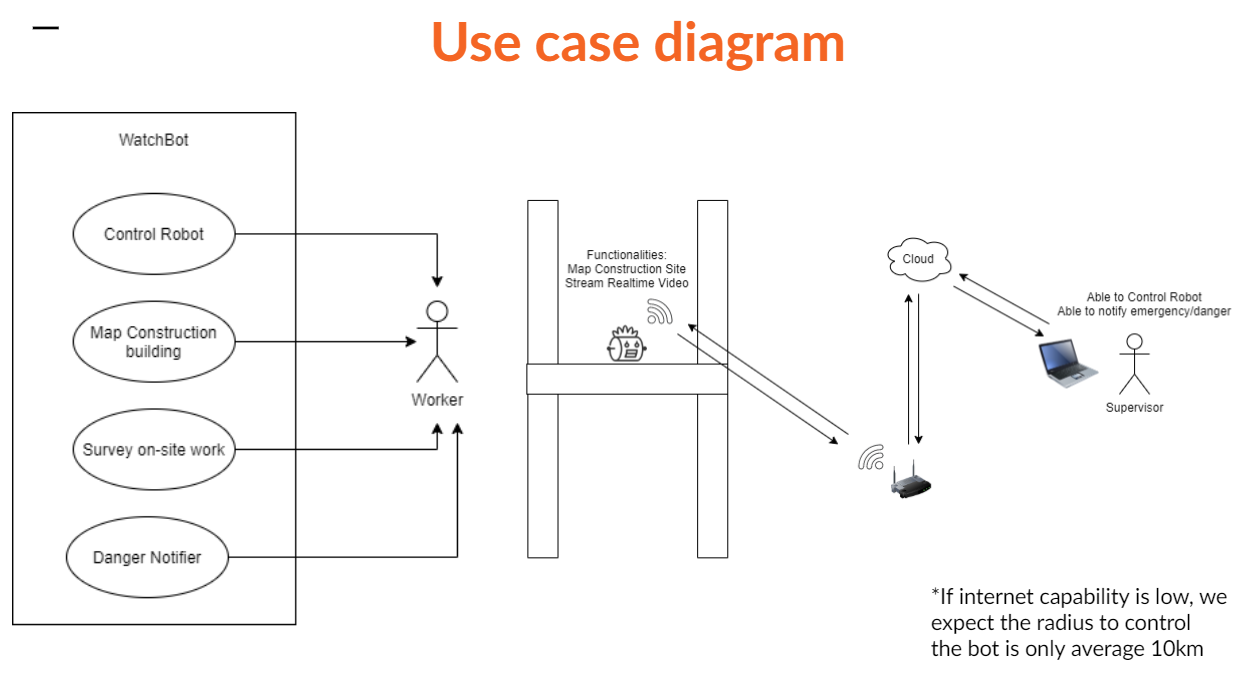 Use case diagram
WatchBot
Control Robot
Map Construction
building
Survey on-site work
Danger Notifier
Worker
Functionalities:
Map Construction Site
Stream Realtime Video
Cloud
Able to Control Robot
Able to notify emergency/danger
Supervisor
*If internet capability is low, we
expect the radius to control
the bot is only average 10km